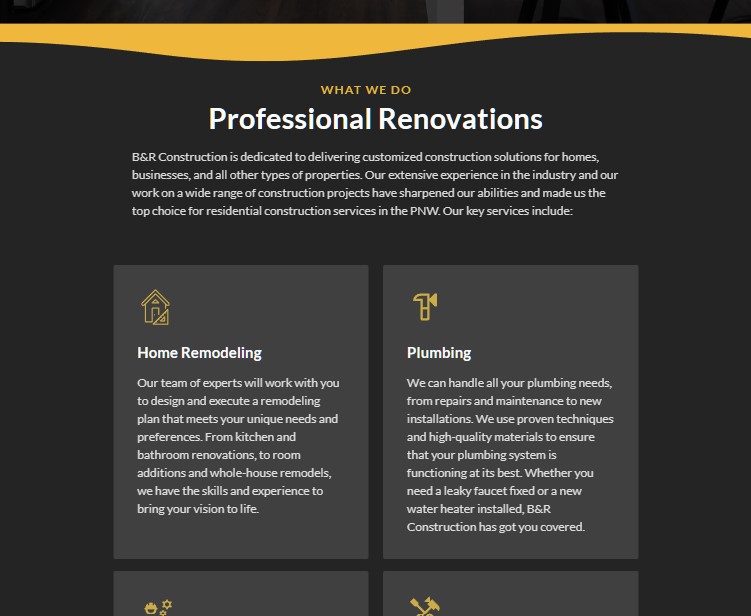 WHAT WE DO
Professional Renovations
B&R Construction is dedicated to delivering customized construction solutions for homes,
businesses, and all other types of properties. Our extensive experience in the industry and our
work on a wide range of construction projects have sharpened our abilities and made us the
top choice for residential construction services in the PNW. Our key services include:
Home Remodeling
Our team of experts will work with you
to design and execute a remodeling
plan that meets your unique needs and
preferences. From kitchen and
bathroom renovations, to room
additions and whole-house remodels,
we have the skills and experience to
bring your vision to life.
Plumbing
We can handle all your plumbing needs,
from repairs and maintenance to new
installations. We use proven techniques
and high-quality materials to ensure
that your plumbing system is
functioning at its best. Whether you
need a leaky faucet fixed or a new
water heater installed, B&R
Construction has got you covered.